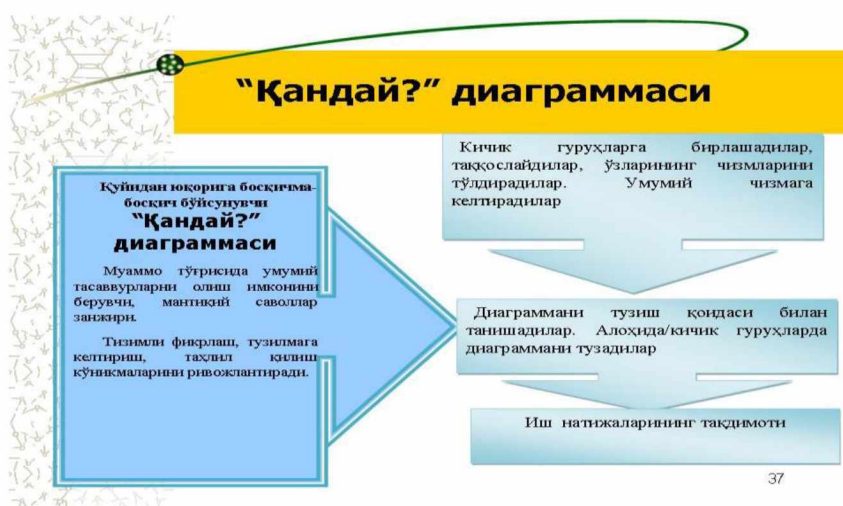 “Қандай?” диаграммаси
Қуйидан юқорига босқичма-
босқич бўйсунувчи
“Қандай?”
диаграммаси
Муаммо тўғрисида умумий
тасаввурларни олиш имконини
берувчи, мантиқий саволлар
занжири.
Тизимли фикрлаш, тузилмага
келтириш, таҳлил қилиш
кўникмаларини ривожлантиради.
Кичик гуруҳларга бирлашадилар,
таққослайдилар, ўзларининг чизмларини
тўлдирадилар. Умумий чизмага
келтирадилар
Диаграммани тузиш қоидаси билан
танишадилар. Алоҳида/кичик гуруҳларда
диаграммани тузадилар
Иш натижаларининг тақдимоти
37